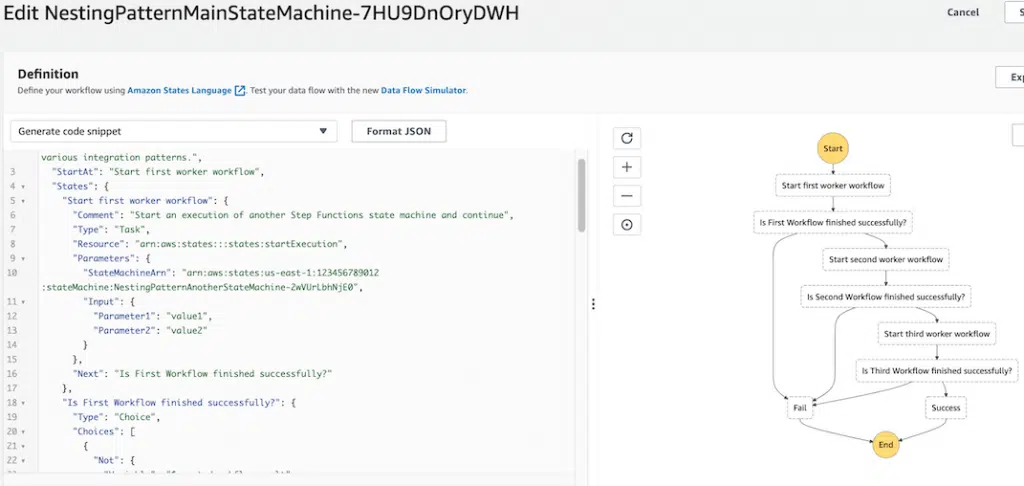 Edit NestingPatternMainStateMachine-7HU9DnOryDWH
Cancel
S
Definition
Define your workflow using Amazon States Language. Test your data flow with the new Data Flow Simulator.
Exp
Generate code snippet
Format JSON
various integration patterns.",
3 "StartAt": "Start first worker workflow",
4 "States": {
5 "Start first worker workflow": {
6 "Comment": "Start an execution of another Step Functions state machine and continue",
7 "Type": "Task",
8 "Resource": "arn:aws:states:::states:startExecution",
9 "Parameters": {
10 "StateMachineArn": "arn:aws:states:us-east-1:123456789012
:stateMachine:NestingPatternAnotherStateMachine-2wVUrLbhNjE0",
11 "Input": {
12 "Parameter1": "value1",
13 "Parameter2": "value2"
14 }
15 },
16 "Next": "Is First Workflow finished successfully?"
17 },
18 "Is First Workflow finished successfully?": {
19 "Type": "Choice",
20 "Choices": [
21 {
22 "Not": {
Start
Start first worker workflow
Is First Workflow finished successfully?
Start second worker workflow
Is Second Workflow finished successfully?
Start third worker workflow
Is Third Workflow finished successfully?
Fail
Success
End